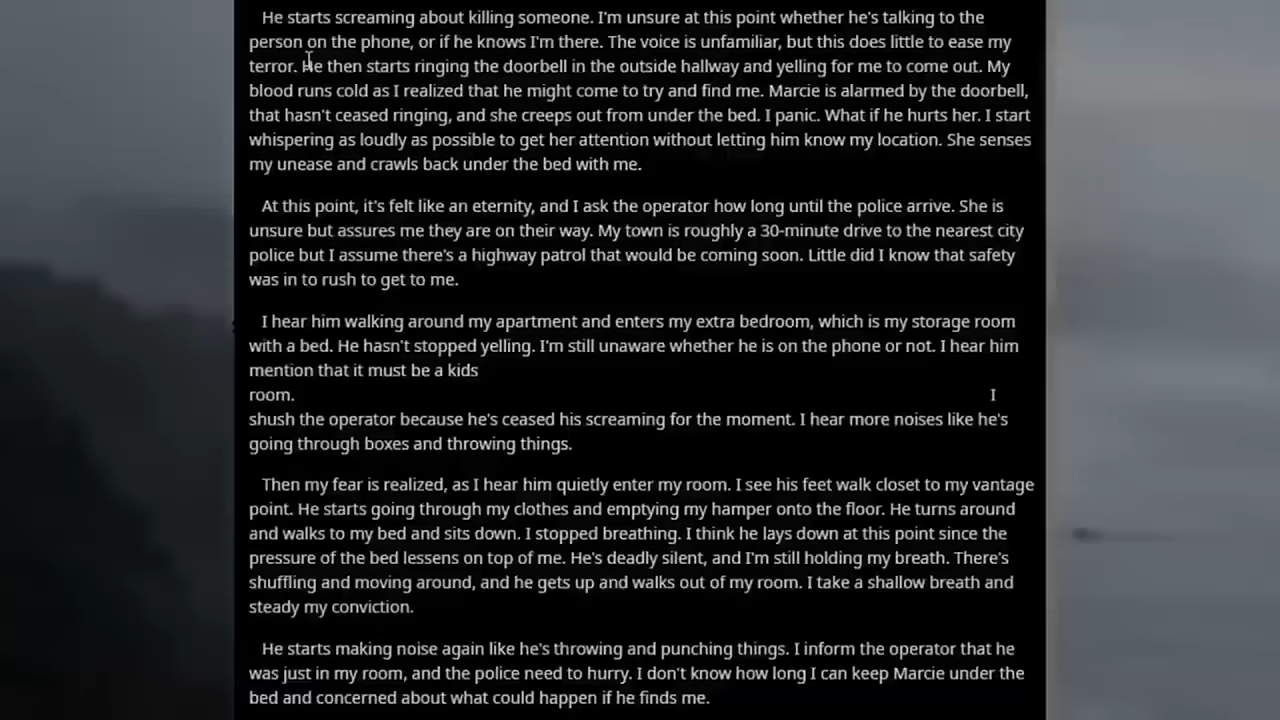 He starts screaming about killing someone. I'm unsure at this point whether he's talking to the
person on the phone, or if he knows I'm there. The voice is unfamiliar, but this does little to ease my
terror. He then starts ringing the doorbell in the outside hallway and yelling for me to come out. My
blood runs cold as I realized that he might come to try and find me. Marcie is alarmed by the doorbell,
that hasn't ceased ringing, and she creeps out from under the bed. I panic. What if he hurts her. I start
whispering as loudly as possible to get her attention without letting him know my location. She senses
my unease and crawls back under the bed with me.
At this point, it's felt like an eternity, and I ask the operator how long until the police arrive. She is
unsure but assures me they are on their way. My town is roughly a 30-minute drive to the nearest city
police but I assume there's a highway patrol that would be coming soon. Little did I know that safety
was in to rush to get to me.
I hear him walking around my apartment and enters my extra bedroom, which is my storage room
with a bed. He hasn't stopped yelling. I'm still unaware whether he is on the phone or not. I hear him
mention that it must be a kids
room. I
shush the operator because he's ceased his screaming for the moment. I hear more noises like he's
going through boxes and throwing things.
Then my fear is realized, as I hear him quietly enter my room. I see his feet walk closet to my vantage
point. He starts going through my clothes and emptying my hamper onto the floor. He turns around
and walks to my bed and sits down. I stopped breathing. I think he lays down at this point since the
pressure of the bed lessens on top of me. He's deadly silent, and I'm still holding my breath. There's
shuffling and moving around, and he gets up and walks out of my room. I take a shallow breath and
steady my conviction.
He starts making noise again like he's throwing and punching things. I inform the operator that he
was just in my room, and the police need to hurry. I don't know how long I can keep Marcie under the
bed and concerned about what could happen if he finds me.